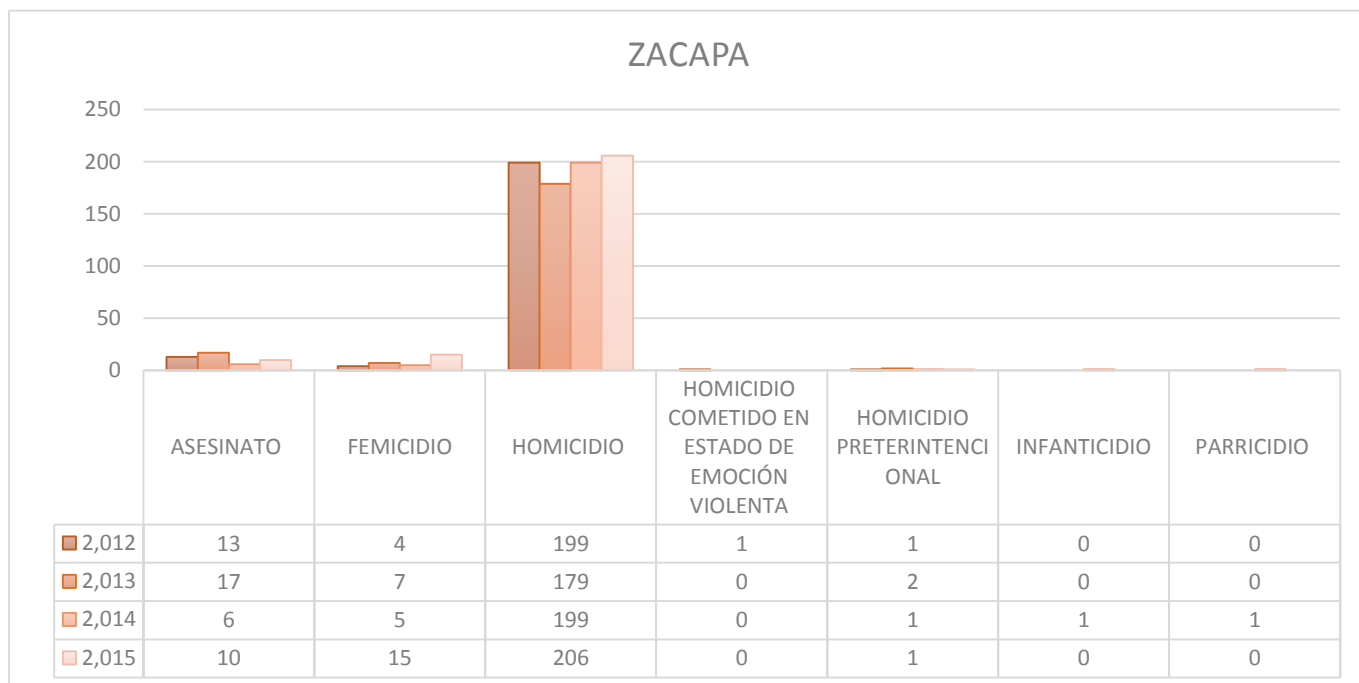 ZACAPA
250
200
150
100
50
0
ASESINATO
FEMICIDIO
HOMICIDIO
HOMICIDIO
COMETIDO EN
ESTADO DE
EMOCIÓN
VIOLENTA
HOMICIDIO
PRETERINTENCI
ONAL
INFANTICIDIO
PARRICIDIO
2,012 13 4 199 1 1 0 0
2,013 17 7 179 0 2 0 0
2,014 6 5 199 0 1 1 1
2,015 10 15 206 0 1 0 0